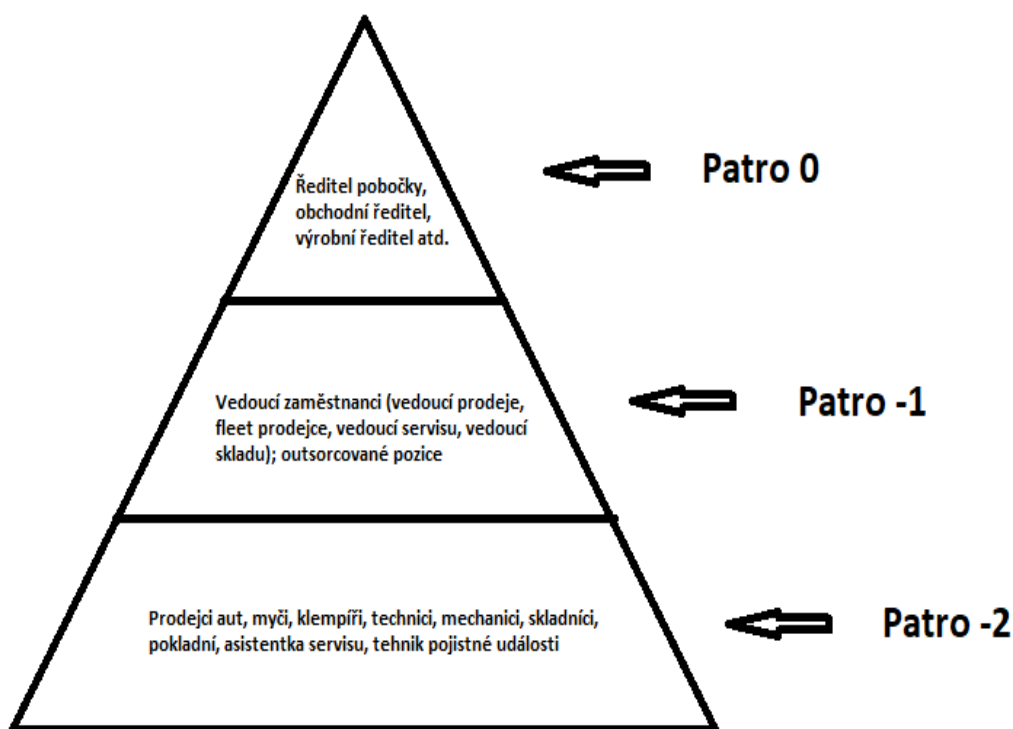 Ředitel pobočky,
obchodní ředitel,
výrobní ředitel atd.
Patro 0
Vedoucí zaměstnanci (vedoucí prodeje,
fleet prodejce, vedoucí servisu, vedoucí
skladu); outsorcované pozice
Patro -1
Prodejci aut, myči, klempíři, technici, mechanici, skladníci,
pokladní, asistentka servisu, tehnik pojistné události
Patro -2